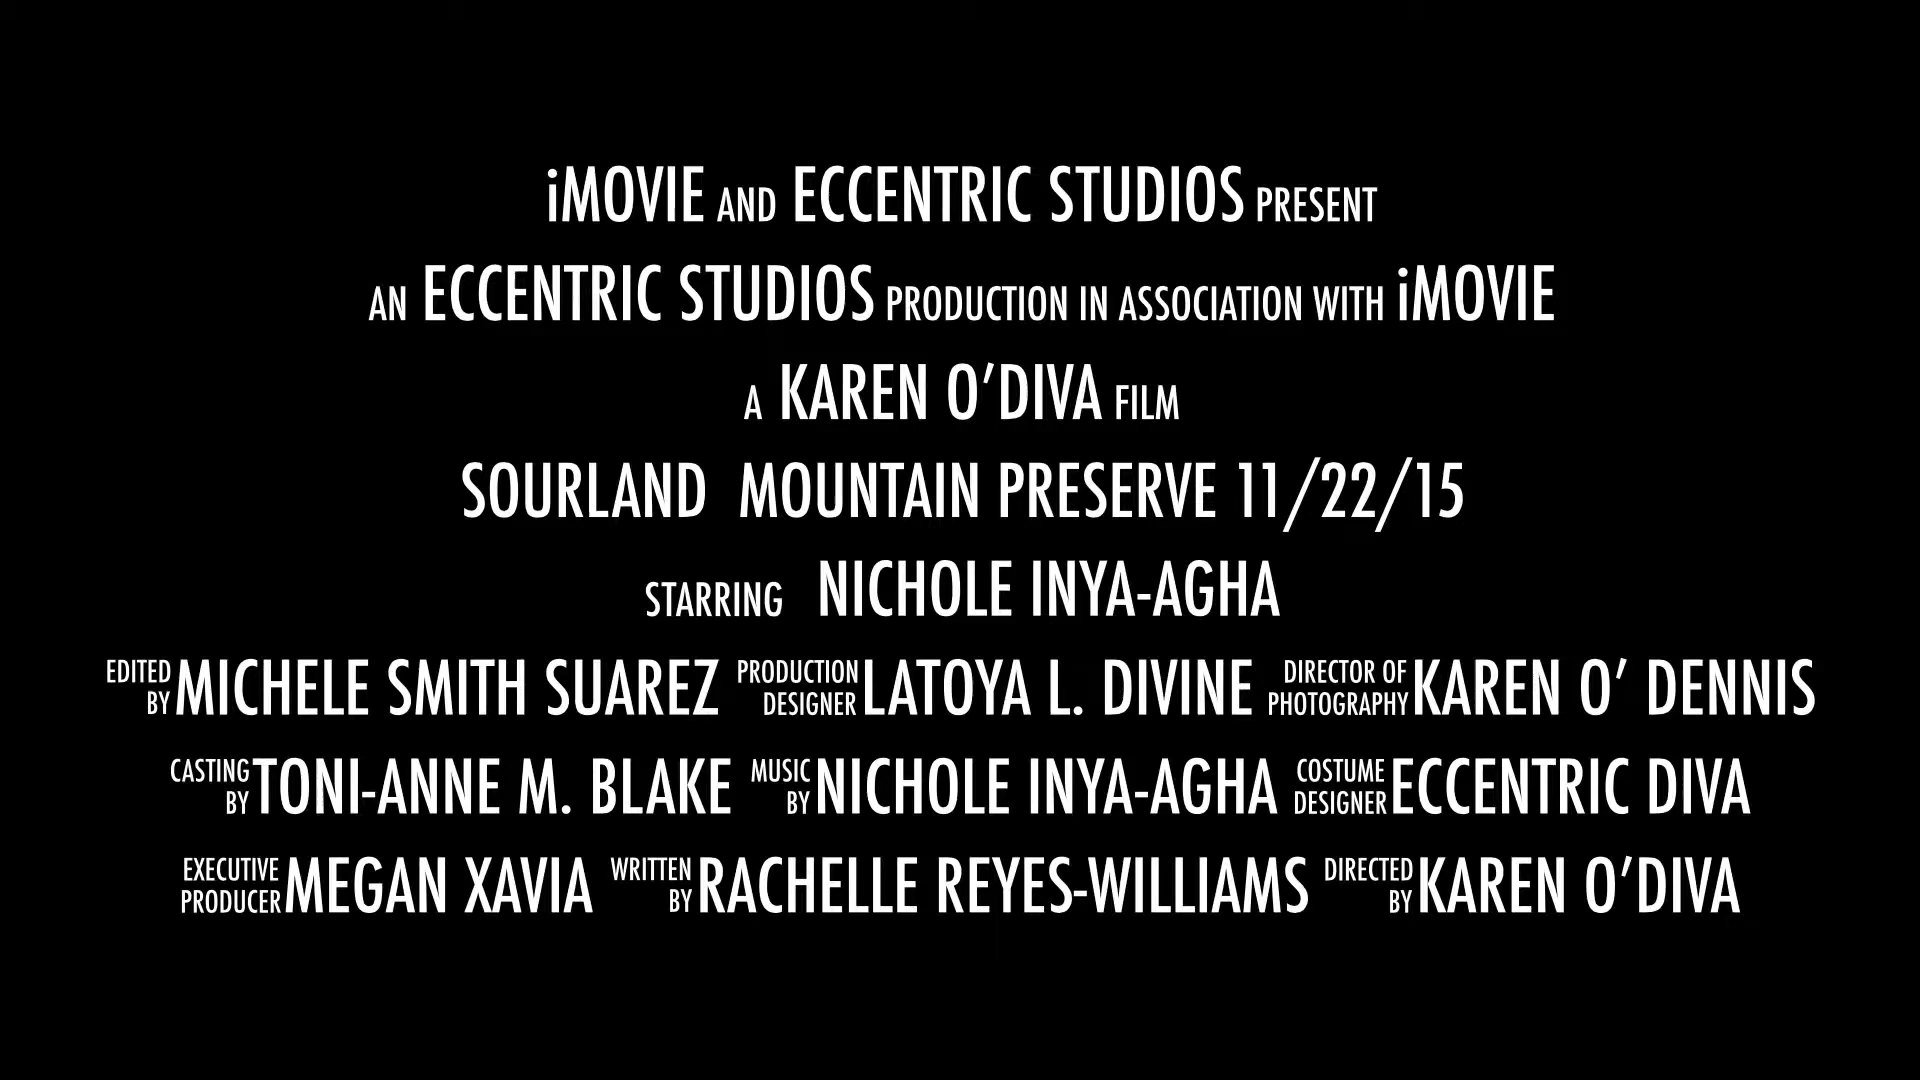 iMOVIE AND ECCENTRIC STUDIOS PRESENT
AN ECCENTRIC STUDIOS PRODUCTION IN ASSOCIATION WITH iMOVIE
A KAREN O'DIVA FILM
SOURLAND MOUNTAIN PRESERVE 11/22/15
STARRING NICHOLE INYA-AGHA
EDITED BY MICHELE SMITH SUAREZ PRODUCTION DESIGNER LATOYA L. DIVINE DIRECTOR OF PHOTOGRAPHY KAREN O' DENNIS
CASTING BY TONI-ANNE M. BLAKE MUSIC BY NICHOLE INYA-AGHA COSTUME DESIGNER ECCENTRIC DIVA
EXECUTIVE PRODUCER MEGAN XAVIA WRITTEN BY RACHELLE REYES-WILLIAMS DIRECTED BY KAREN O'DIVA